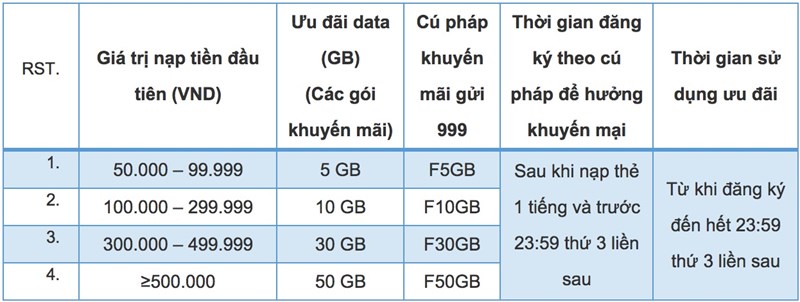 RST.
Giá trị nạp tiền đầu
tiên (VND)
Ưu đãi data
(GB)
(Các gói
khuyến mãi)
Cú pháp
khuyến
mãi gửi
999
Thời gian đăng
ký theo cú
pháp để hưởng
khuyến mại
Thời gian sử
dụng ưu đãi
1.
50.000 – 99.999
5 GB
F5GB
2.
100.000 – 299.999
10 GB
F10GB
3.
300.000 – 499.999
30 GB
F30GB
4.
≥500.000
50 GB
F50GB
Sau khi nạp thẻ
1 tiếng và trước
23:59 thứ 3 liền
sau
Từ khi đăng ký
đến hết 23:59
thứ 3 liền sau